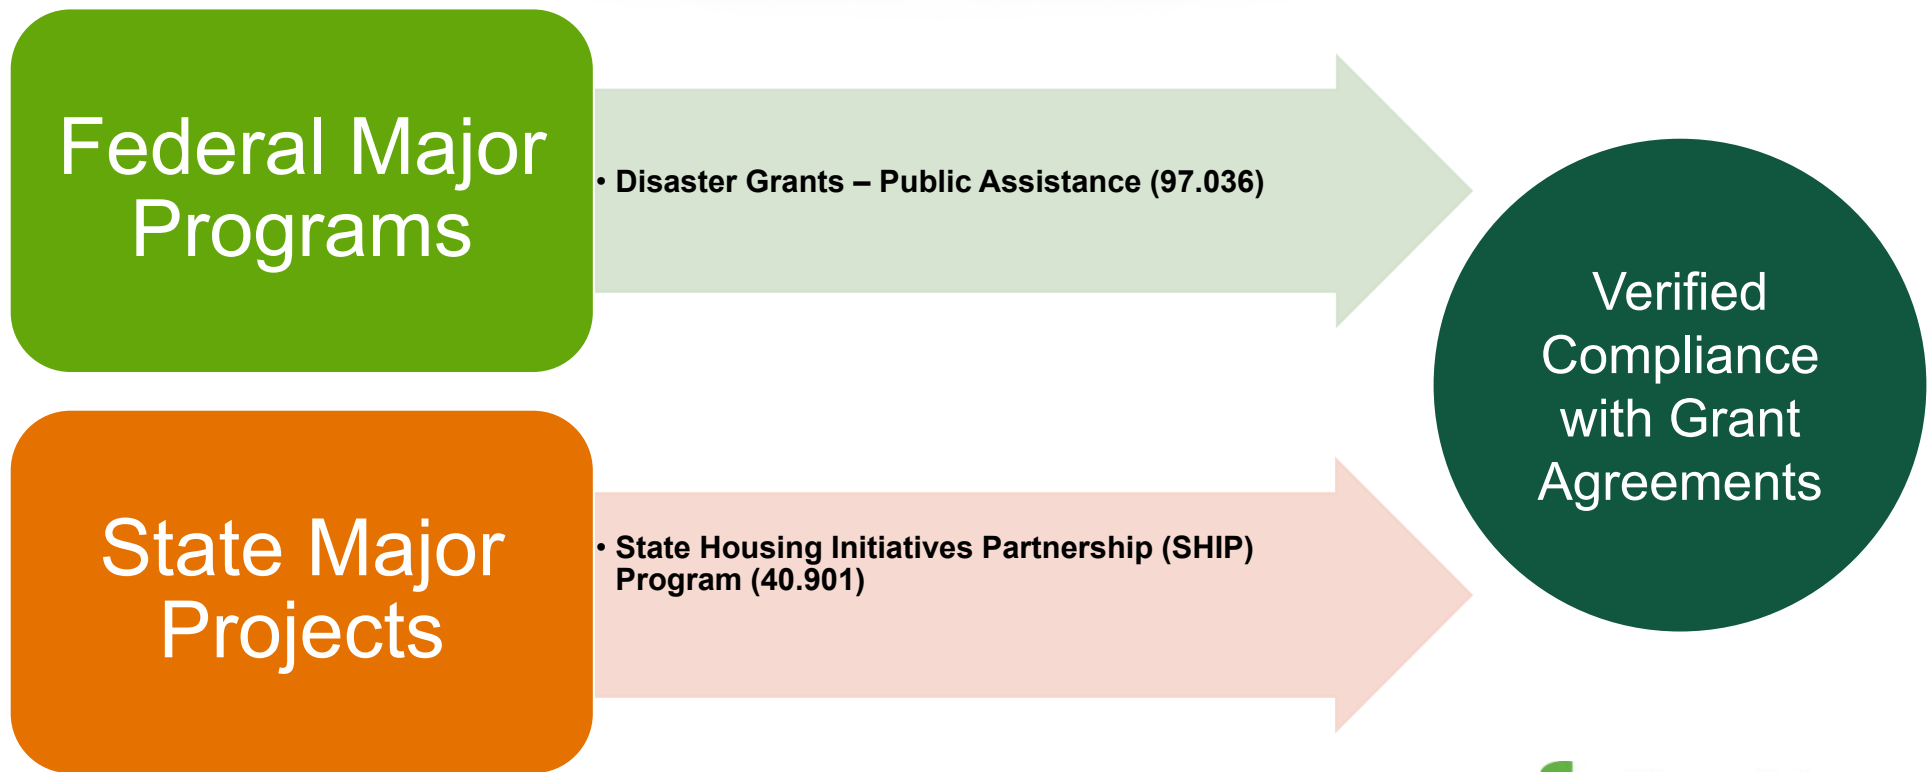 Federal Major
Programs
• Disaster Grants – Public Assistance (97.036)
State Major
Projects
• State Housing Initiatives Partnership (SHIP)
Program (40.901)
Verified
Compliance
with Grant
Agreements